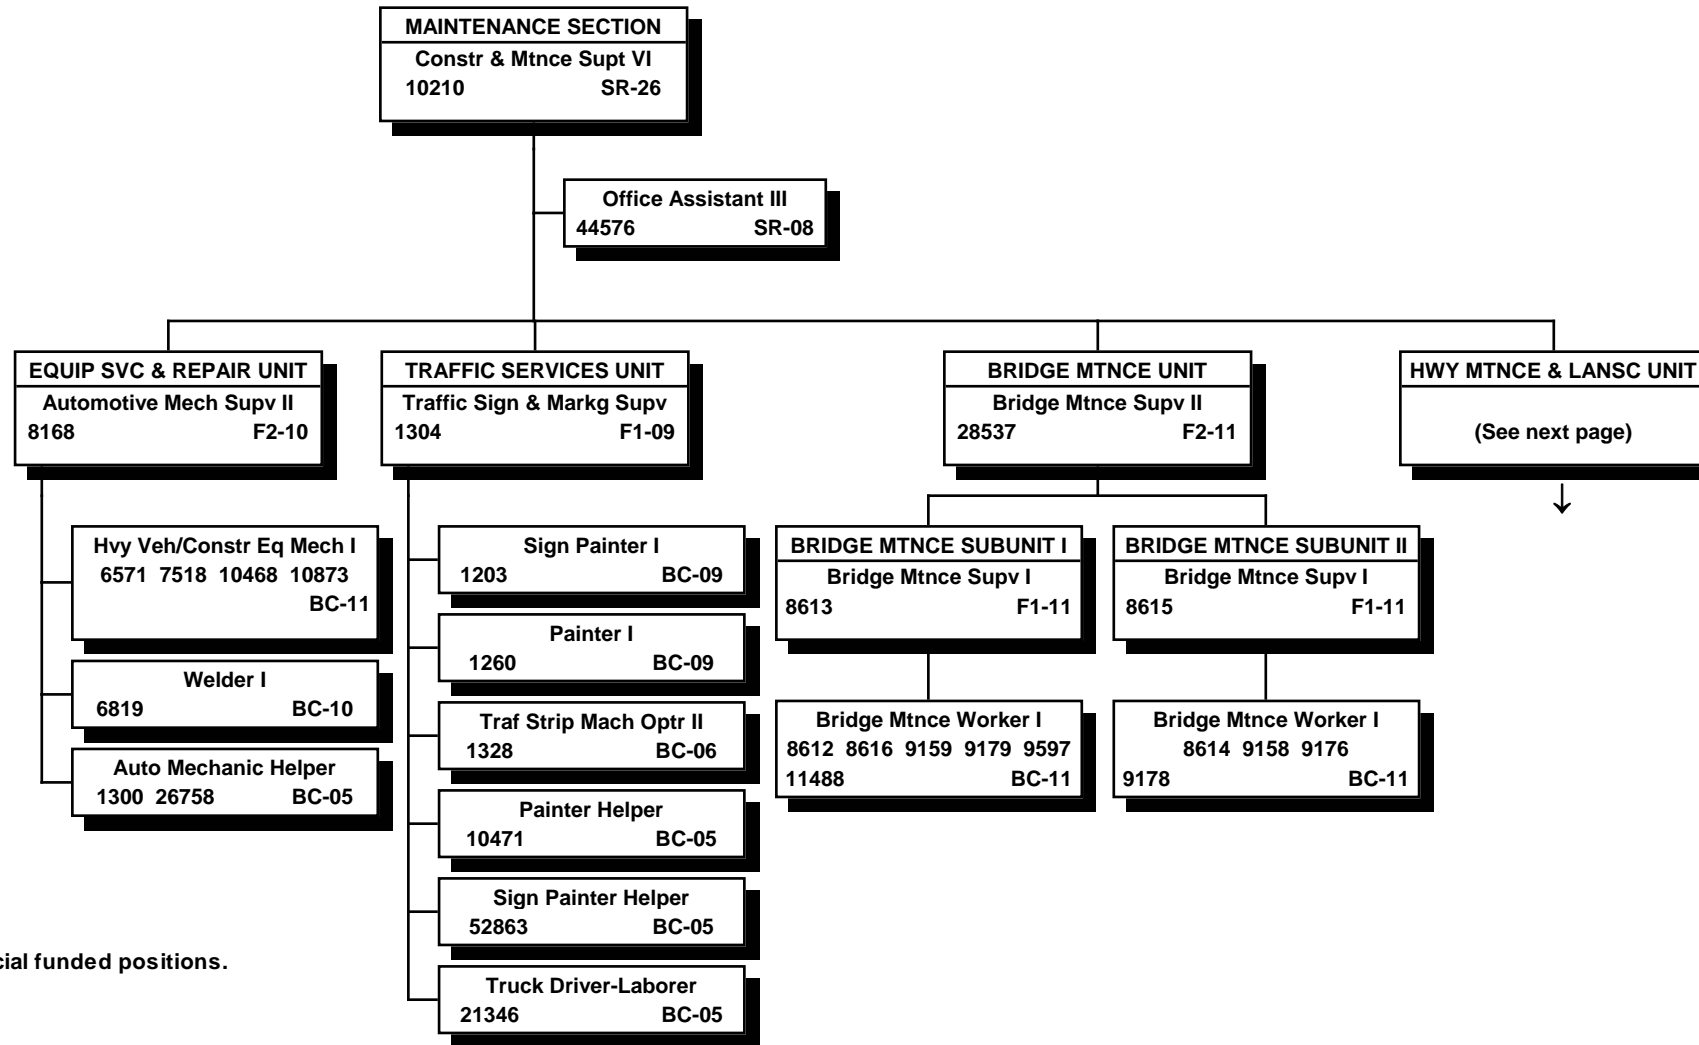 MAINTENANCE SECTION
Constr & Mtnce Supt VI
10210 SR-26
Office Assistant III
44576 SR-08
EQUIP SVC & REPAIR UNIT
Automotive Mech Supv II
8168 F2-10
Hvy Veh/Constr Eq Mech I
6571 7518 10468 10873
BC-11
Welder I
6819 BC-10
Auto Mechanic Helper
1300 26758 BC-05
TRAFFIC SERVICES UNIT
Traffic Sign & Markg Supv
1304 F1-09
Sign Painter I
1203 BC-09
Painter I
1260 BC-09
Traf Strip Mach Optr II
1328 BC-06
Painter Helper
10471 BC-05
Sign Painter Helper
52863 BC-05
Truck Driver-Laborer
21346 BC-05
BRIDGE MTNCE UNIT
Bridge Mtnce Supv II
28537 F2-11
BRIDGE MTNCE SUBUNIT I
Bridge Mtnce Supv I
8613 F1-11
Bridge Mtnce Worker I
8612 8616 9159 9179 9597
11488 BC-11
BRIDGE MTNCE SUBUNIT II
Bridge Mtnce Supv I
8615 F1-11
Bridge Mtnce Worker I
8614 9158 9176
9178 BC-11
HWY MTNCE & LANSC UNIT
(See next page)
cial funded positions.